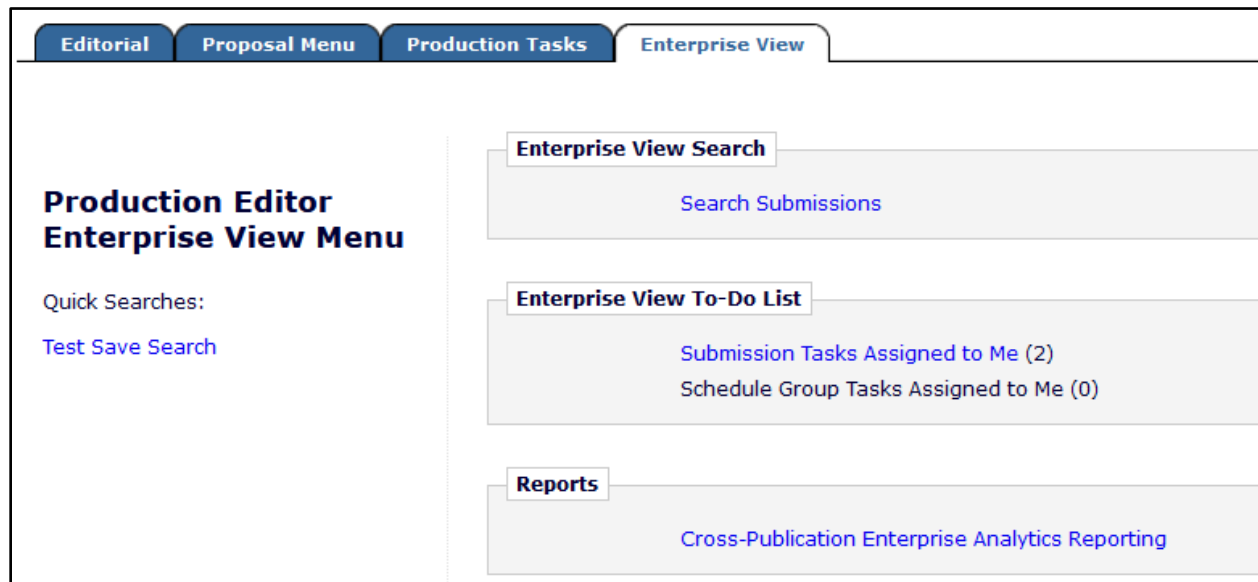 Editorial
Proposal Menu
Production Tasks
Enterprise View
Production Editor
Enterprise View Menu
Quick Searches:
Test Save Search
Enterprise View Search
Search Submissions
Enterprise View To-Do List
Submission Tasks Assigned to Me (2)
Schedule Group Tasks Assigned to Me (0)
Reports
Cross-Publication Enterprise Analytics Reporting